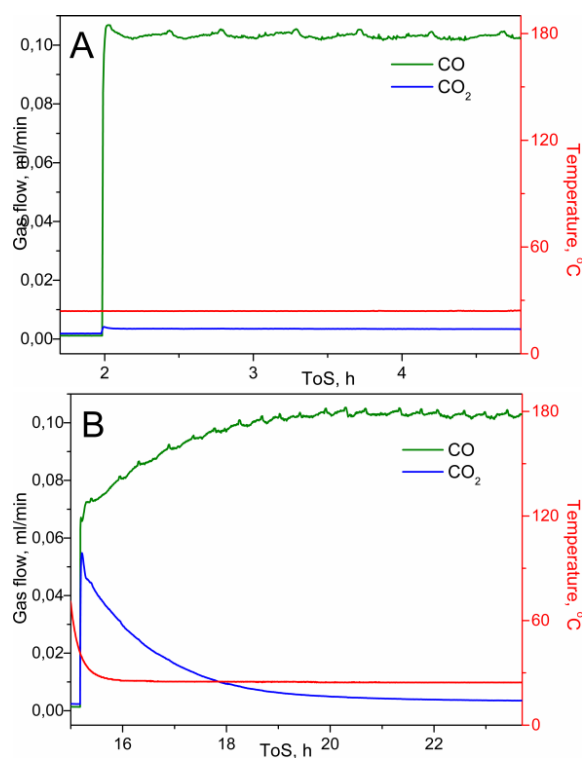 A
0,10
0,08
0,06
0,04
0,02
0,00
Gas flow, ml/min
CO
CO2
180
120
60
0
Temperature, °C
2
3
4
ToS, h
B
0,10
0,08
0,06
0,04
0,02
0,00
Gas flow, ml/min
CO
CO2
180
120
60
0
Temperature, °C
16
18
20
22
ToS, h